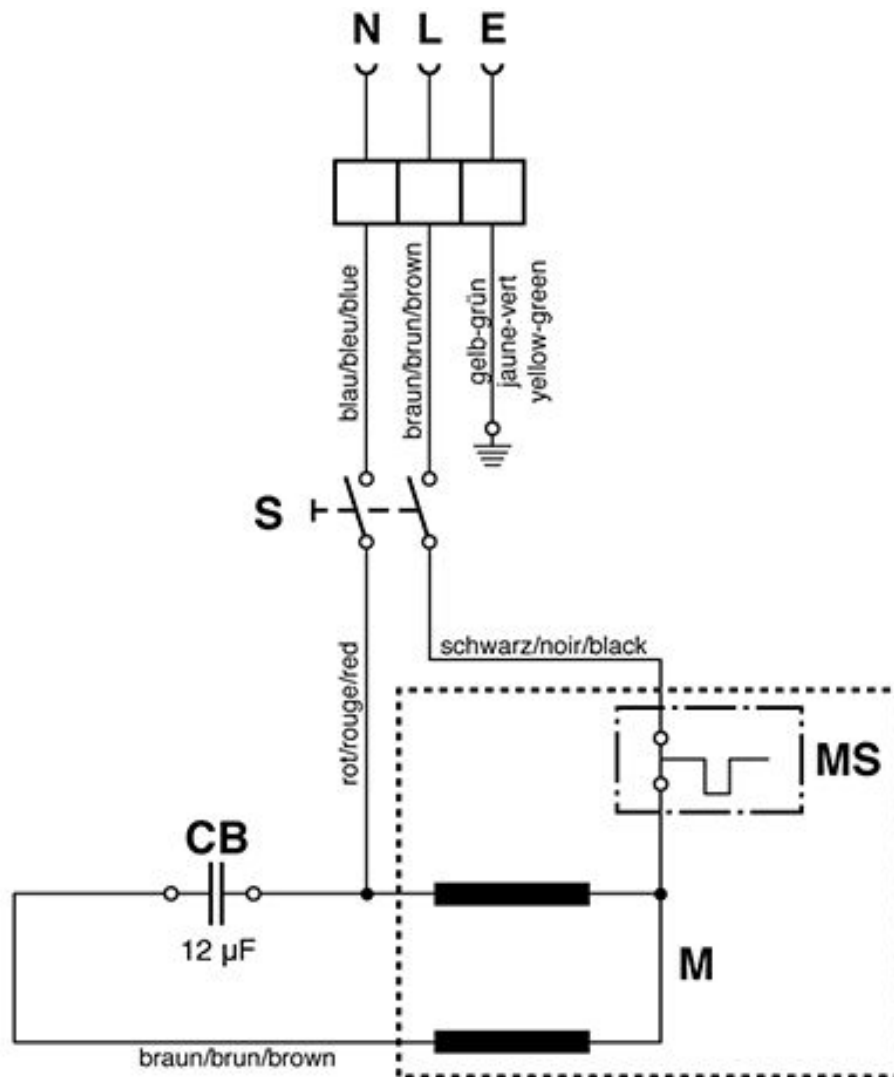 N L E
blau/bleu/blue
braun/brun/brown
gelb-grün
jaune-vert
yellow-green
S
schwarz/noir/black
rot/rouge/red
MS
CB
12 µF
M
braun/brun/brown